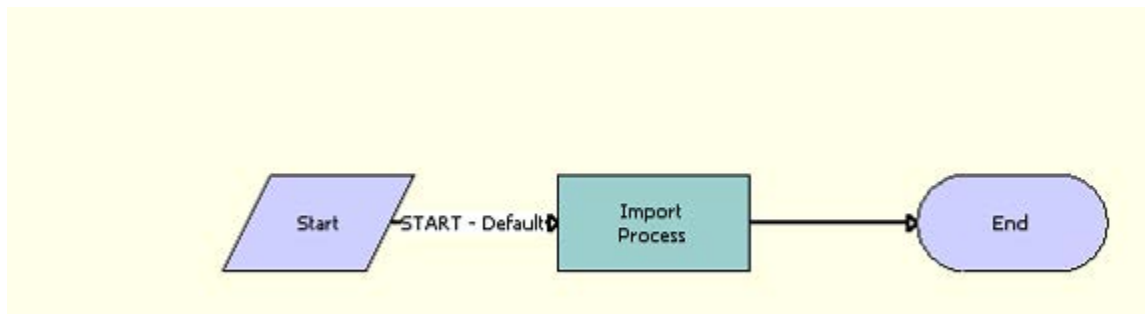 Start
START - Default
Import
Process
End